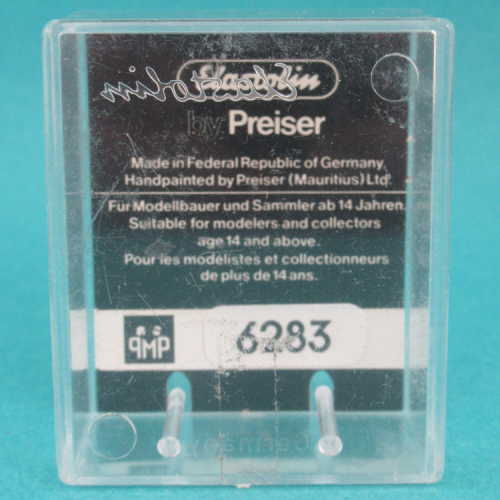 Elastolin
by Preiser
Made in Federal Republic of Germany
Handpainted by Preiser (Mauritius) Ltd.
Für Modellbauer und Sammler ab 14 Jahren.
Suitable for modelers and collectors
age 14 and above.
Pour les modélistes et collectionneurs
de plus de 14 ans.
PMP
6283
Germany